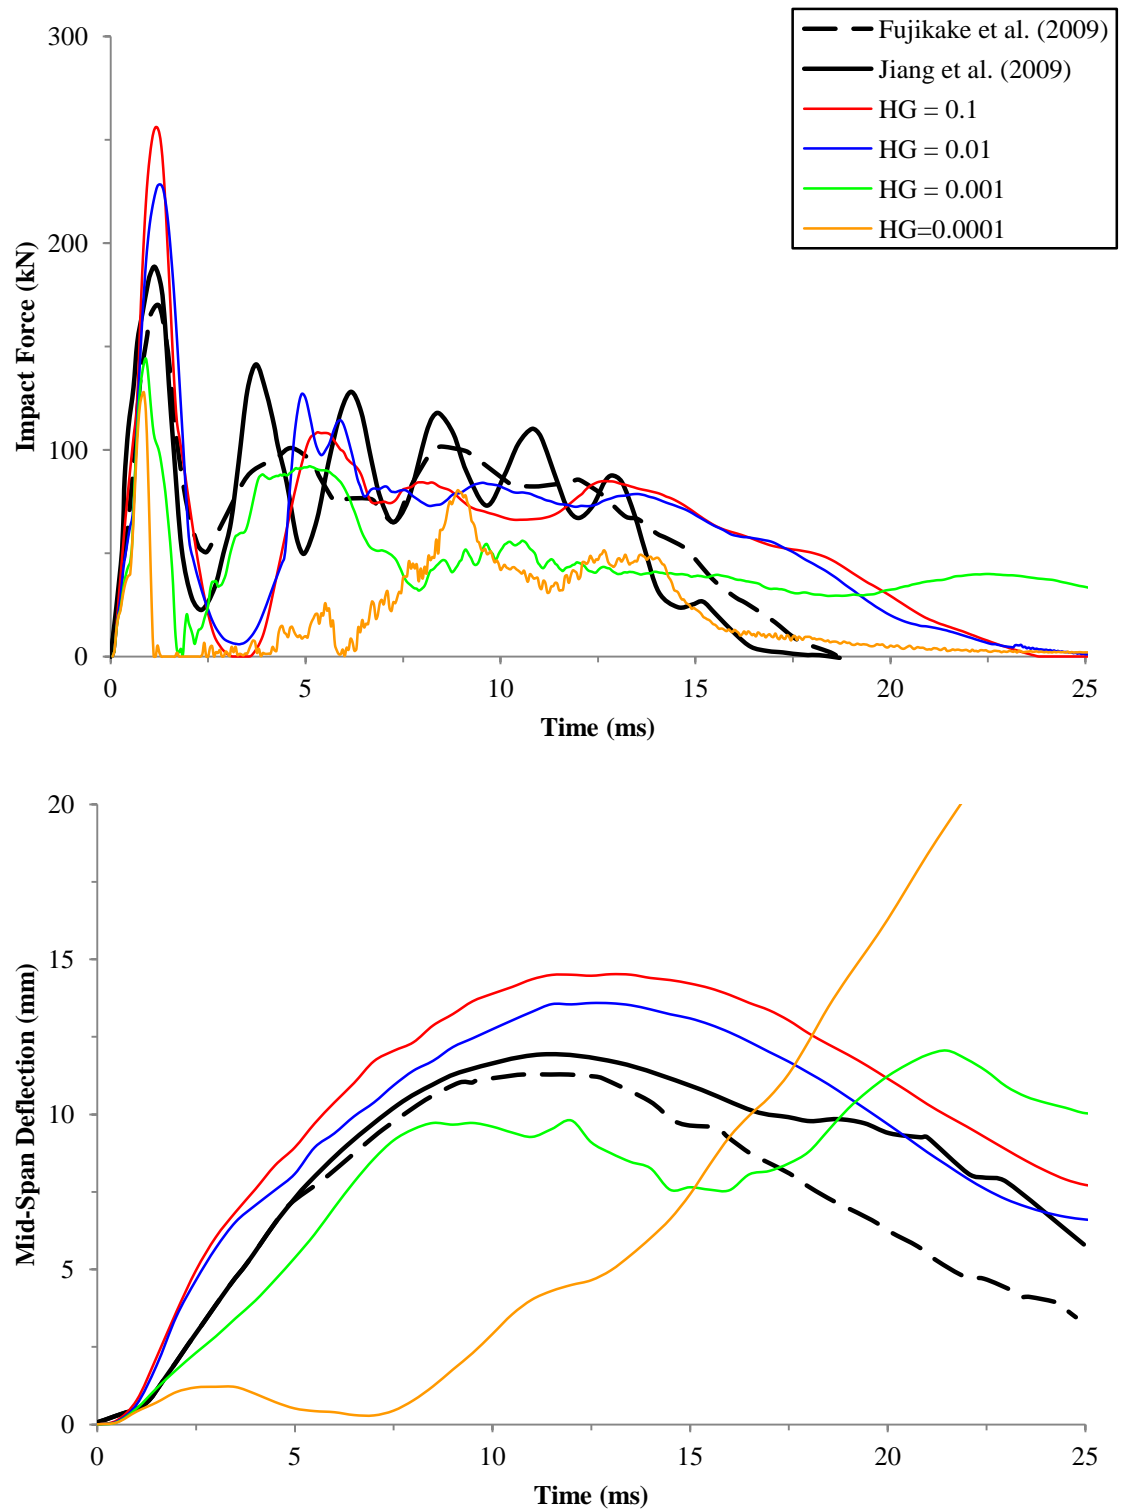 Fujikake et al. (2009)
Jiang et al. (2009)
HG = 0.1
HG = 0.01
HG = 0.001
HG=0.0001
300
200
100
0
Impact Force (kN)
0 5 10 15 20 25
Time (ms)
20
15
10
5
0
Mid-Span Deflection (mm)
0 5 10 15 20 25
Time (ms)